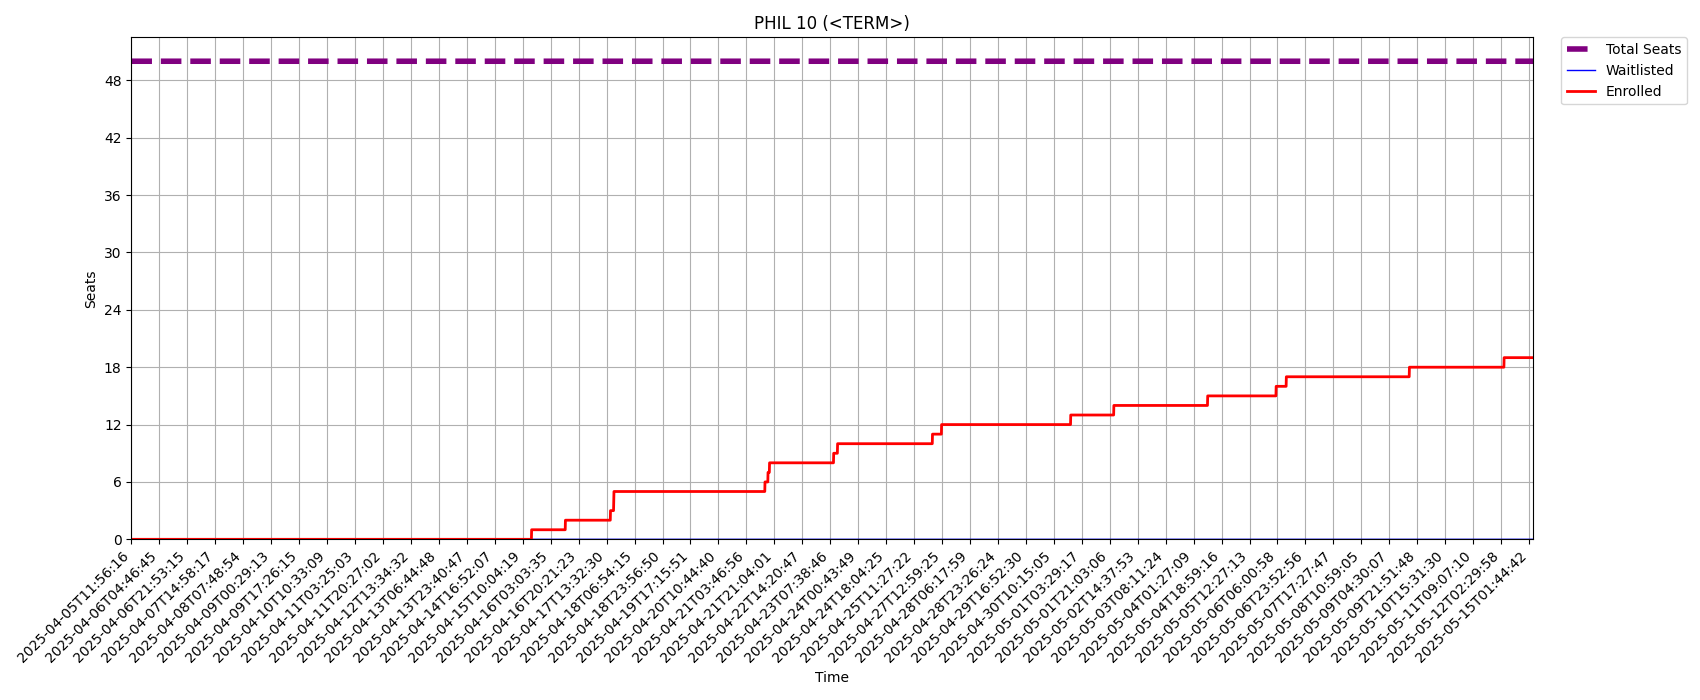 PHIL 10 (<TERM>)
Total Seats
Waitlisted
Enrolled
Seats
48
42
36
30
24
18
12
6
0
2025-04-05T11:56:16
2025-04-06T04:46:45
2025-04-06T21:53:15
2025-04-07T14:58:17
2025-04-08T07:48:54
2025-04-09T00:29:13
2025-04-09T17:26:15
2025-04-10T10:33:09
2025-04-11T03:25:03
2025-04-11T20:27:02
2025-04-12T13:34:32
2025-04-13T06:44:48
2025-04-13T23:40:47
2025-04-14T16:52:07
2025-04-15T10:04:19
2025-04-16T03:03:35
2025-04-16T20:21:23
2025-04-17T13:32:30
2025-04-18T06:54:15
2025-04-18T23:56:50
2025-04-19T17:15:51
2025-04-20T10:44:40
2025-04-21T03:46:56
2025-04-21T21:04:01
2025-04-22T14:20:47
2025-04-23T07:38:46
2025-04-24T00:43:49
2025-04-24T18:04:25
2025-04-25T11:27:22
2025-04-27T12:59:25
2025-04-28T06:17:59
2025-04-28T23:26:24
2025-04-29T16:52:30
2025-04-30T10:15:05
2025-05-01T03:29:17
2025-05-01T21:03:06
2025-05-02T14:37:53
2025-05-03T08:11:24
2025-05-04T01:27:09
2025-05-04T18:59:16
2025-05-05T12:27:13
2025-05-06T06:00:58
2025-05-06T23:52:56
2025-05-07T17:27:47
2025-05-08T10:59:05
2025-05-09T04:30:07
2025-05-09T21:51:48
2025-05-10T15:31:30
2025-05-11T09:07:10
2025-05-12T02:29:58
2025-05-15T01:44:42
Time